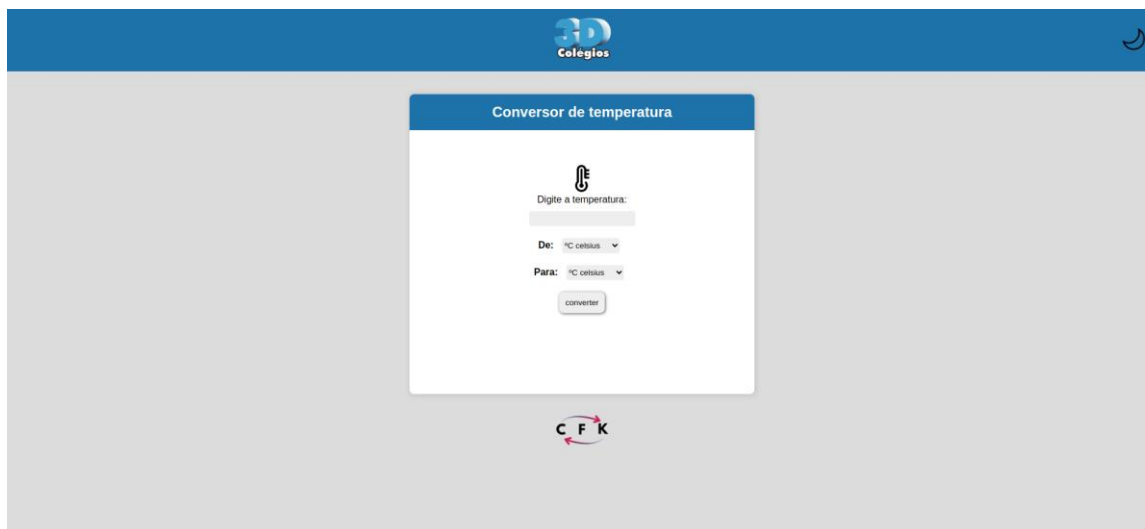 3D
Colégios
Conversor de temperatura
Digite a temperatura:
De: ºC celsius
Para: ºC celsius
converter
C F K